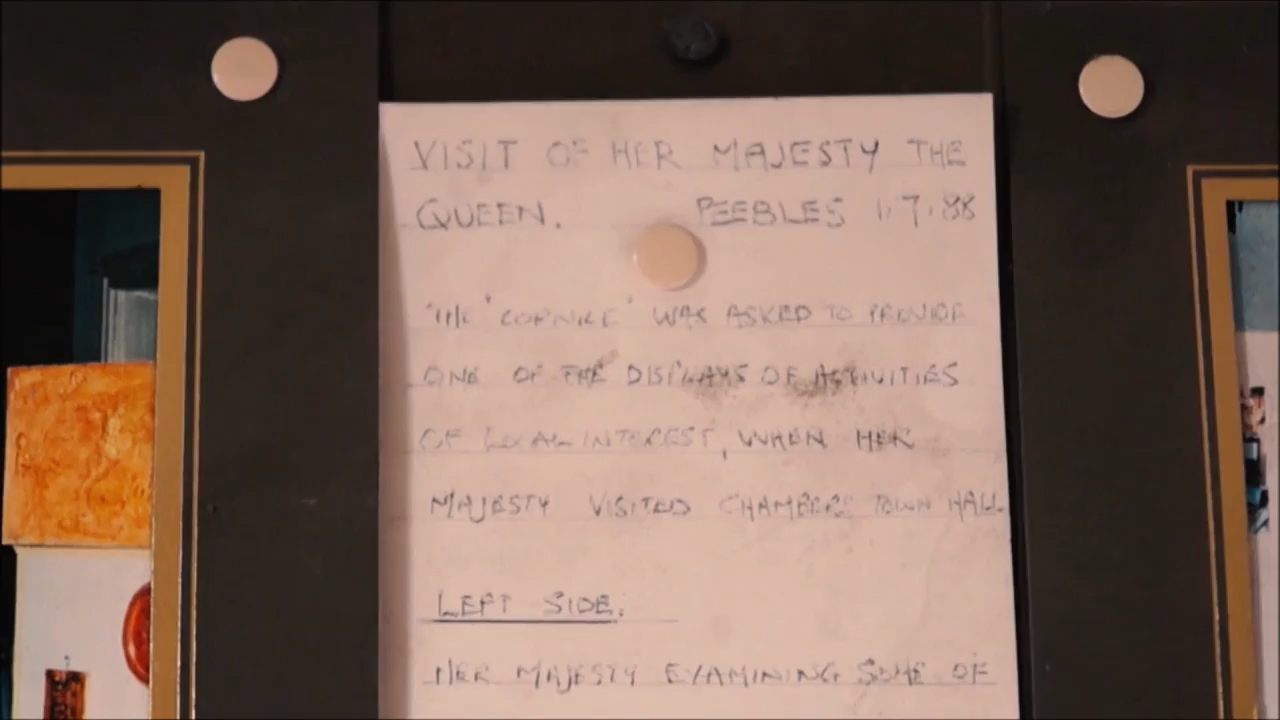 VISIT OF HER MAJESTY THE
QUEEN. PEEBLES 1.7.88
THE 'CORNICE' WAS ASKED TO PROVIDE
ONE OF THE DISPLAYS OF ACTIVITIES
OF LOCAL INTEREST, WHEN HER
MAJESTY VISITED CHAMBERS TOWN HALL
LEFT SIDE.
HER MAJESTY EXAMINING SOME OF